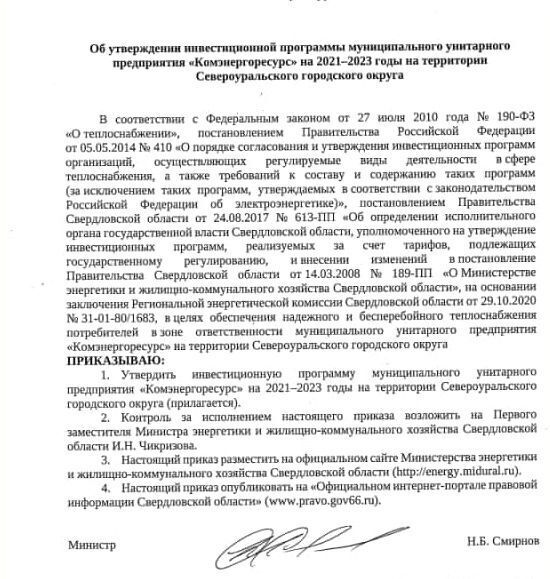 Об утверждении инвестиционной программы муниципального унитарного
предприятия «Комэнергоресурс» на 2021–2023 годы на территории
Североуральского городского округа
В соответствии с Федеральным законом от 27 июля 2010 года № 190-ФЗ
«О теплоснабжении», постановлением Правительства Российской Федерации
от 05.05.2014 № 410 «О порядке согласования и утверждения инвестиционных программ
организаций, осуществляющих регулируемые виды деятельности в сфере
теплоснабжения, а также требований к составу и содержанию таких программ
(за исключением таких программ, утверждаемых в соответствии с законодательством
Российской Федерации об электроэнергетике)», постановлением Правительства
Свердловской области от 24.08.2017 № 613-ПП «Об определении исполнительного
органа государственной власти Свердловской области, уполномоченного на утверждение
инвестиционных программ, реализуемых за счет тарифов, подлежащих
государственному регулированию, и внесении изменений в постановление
Правительства Свердловской области от 14.03.2008 № 189-ПП «О Министерстве
энергетики и жилищно-коммунального хозяйства Свердловской области», на основании
заключения Региональной энергетической комиссии Свердловской области от 29.10.2020
№ 31-01-80/1683, в целях обеспечения надежного и бесперебойного теплоснабжения
потребителей в зоне ответственности муниципального унитарного предприятия
«Комэнергоресурс» на территории Североуральского городского округа
ПРИКАЗЫВАЮ:
1. Утвердить инвестиционную программу муниципального унитарного
предприятия «Комэнергоресурс» на 2021–2023 годы на территории Североуральского
городского округа (прилагается).
2. Контроль за исполнением настоящего приказа возложить на Первого
заместителя Министра энергетики и жилищно-коммунального хозяйства Свердловской
области И.Н. Чикризова.
3. Настоящий приказ разместить на официальном сайте Министерства энергетики
и жилищно-коммунального хозяйства Свердловской области (http://energy.midural.ru).
4. Настоящий приказ опубликовать на «Официальном интернет-портале правовой
информации Свердловской области» (www.pravo.gov66.ru).
Министр
Н.Б. Смирнов